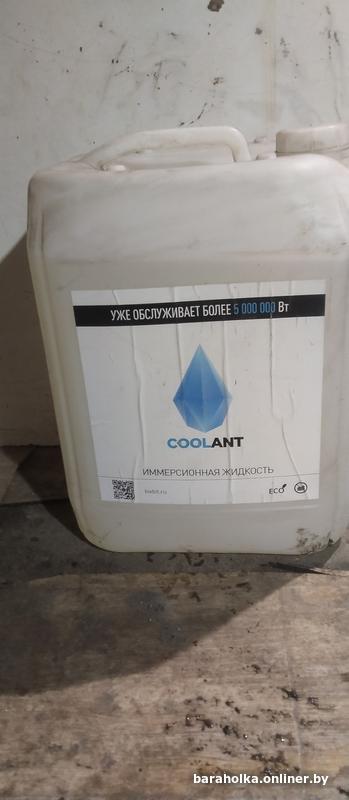 УЖЕ ОБСЛУЖИВАЕТ БОЛЕЕ 5 000 000 Вт
COOLANT
ИММЕРСИОННАЯ ЖИДКОСТЬ
ECO
baraholka.onliner.by